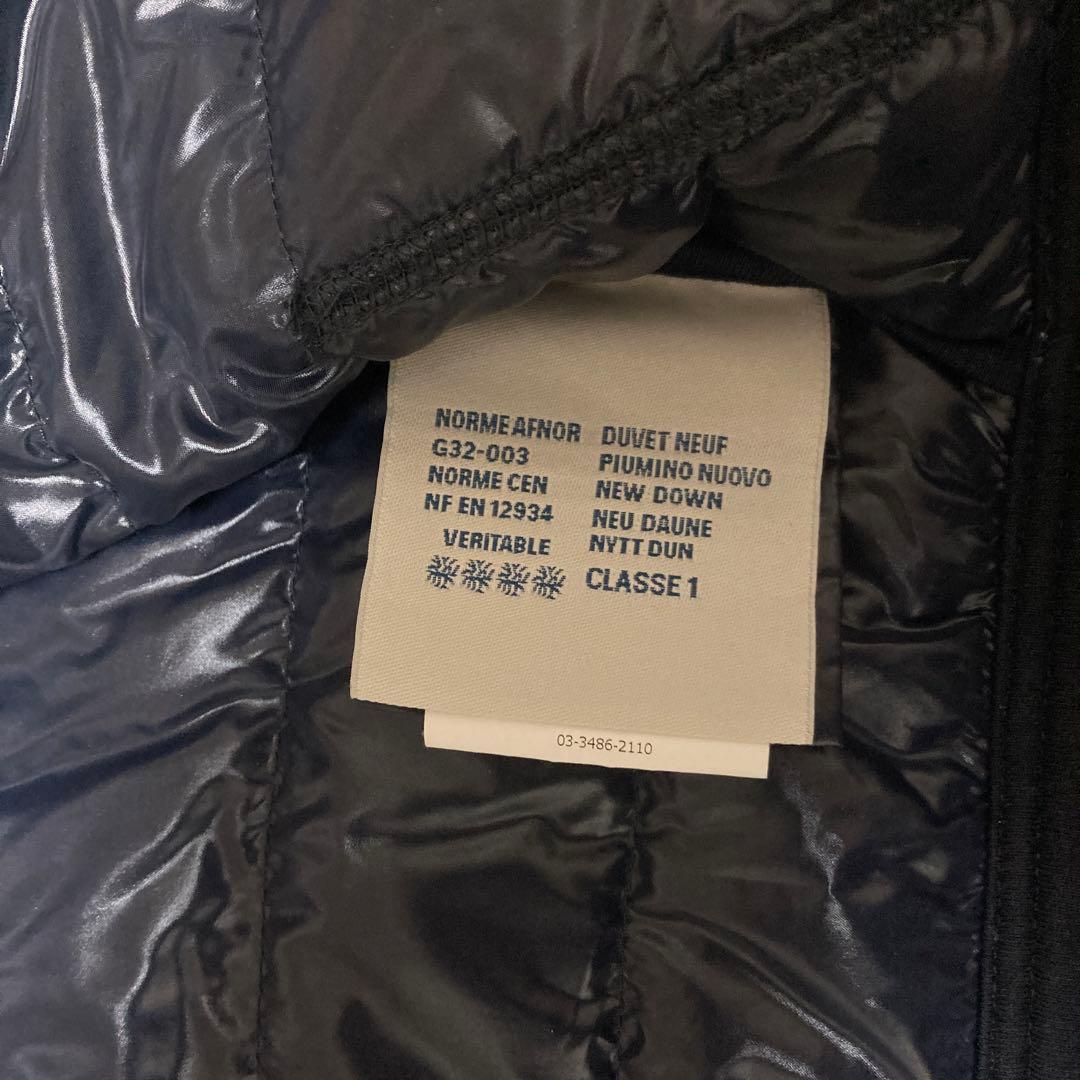 NORME AFNOR
G32-003
NORME CEN
NF EN 12934
VERITABLE
DUVET NEUF
PIUMINO NUOVO
NEW DOWN
NEU DAUNE
NYTT DUN
CLASSE 1
03-3486-2110